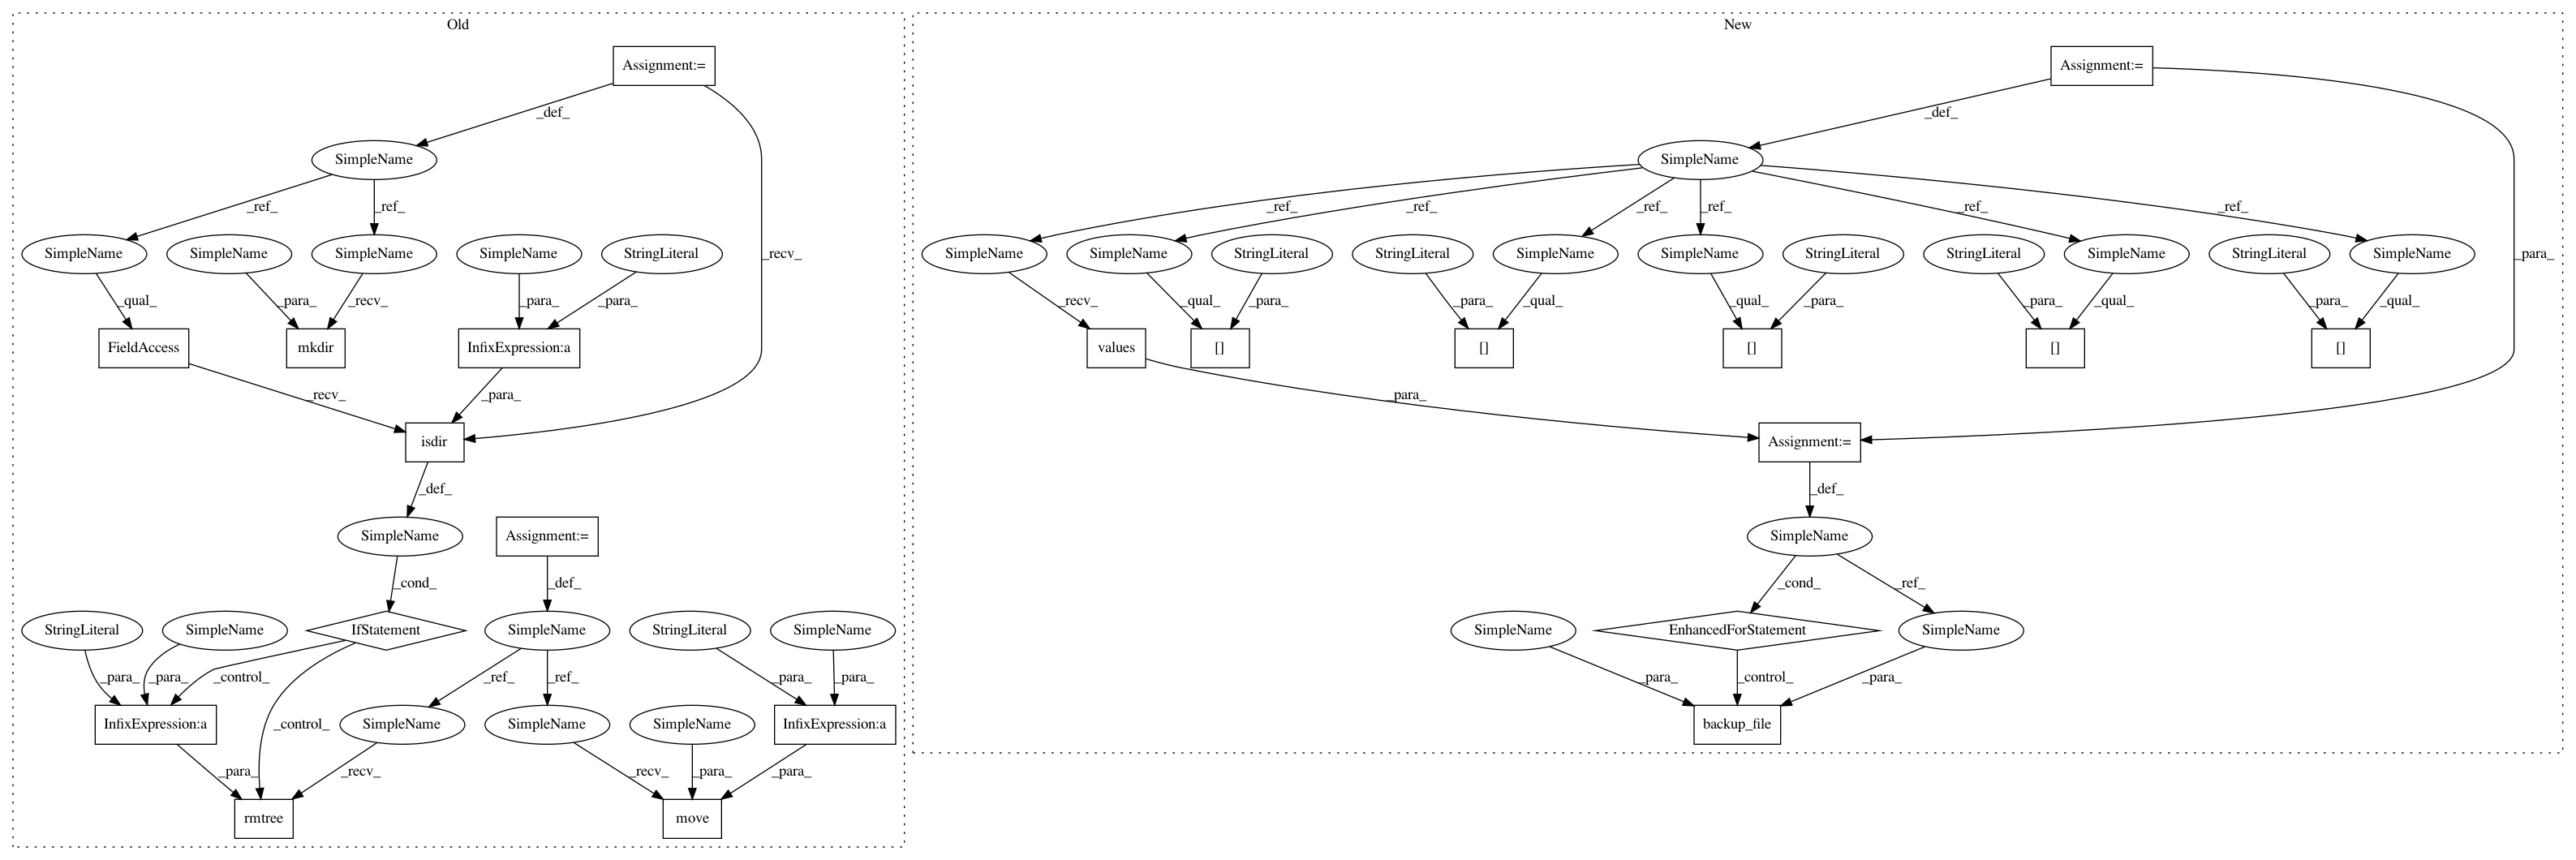 Old
New
Assignment:=
Assignment:=
_def_
_def_
SimpleName
SimpleName
_ref_
_ref_
_ref_
_ref_
_ref_
_ref_
_ref_
_ref_
SimpleName
SimpleName
SimpleName
SimpleName
StringLiteral
_recv_
SimpleName
SimpleName
StringLiteral
StringLiteral
SimpleName
SimpleName
StringLiteral
StringLiteral
SimpleName
StringLiteral
SimpleName
_para_
_qual_
_para_
_recv_
_para_
_para_
_recv_
_qual_
_para_
_para_
_qual_
_qual_
_para_
_para_
_qual_
_para_
_qual_
FieldAccess
mkdir
InfixExpression:a
values
[]
[]
[]
[]
[]
_recv_
_para_
_para_
isdir
Assignment:=
_def_
_def_
SimpleName
Assignment:=
SimpleName
_cond_
_def_
_cond_
_ref_
StringLiteral
SimpleName
IfStatement
SimpleName
StringLiteral
SimpleName
SimpleName
EnhancedForStatement
SimpleName
_para_
_para_
_control_
_ref_
_ref_
_para_
_para_
_para_
_control_
_para_
InfixExpression:a
_control_
SimpleName
SimpleName
SimpleName
InfixExpression:a
backup_file
_para_
_recv_
_recv_
_para_
_para_
rmtree
move